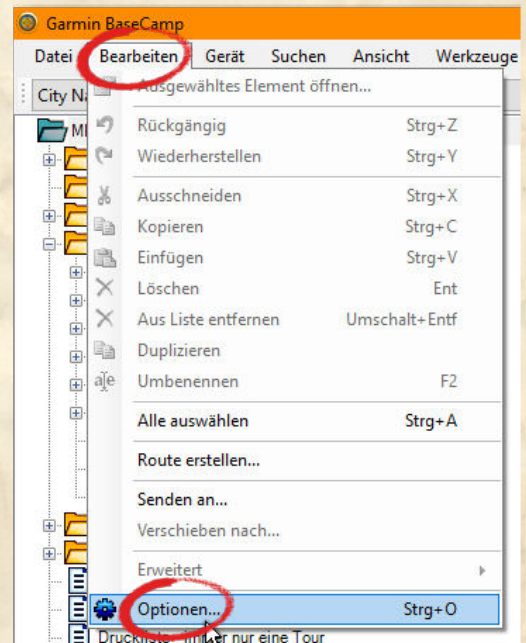 Garmin BaseCamp
Datei Bearbeiten Gerät Suchen Ansicht Werkzeuge
City
Ausgewähltes Element öffnen...
Rückgängig Strg+Z
Wiederherstellen Strg+Y
Ausschneiden Strg+X
Kopieren Strg+C
Einfügen Strg+V
Löschen Ent
Aus Liste entfernen Umschalt+Entf
Duplizieren
Umbenennen F2
Alle auswählen Strg+A
Route erstellen...
Senden an...
Verschieben nach...
Erweitert
Optionen... Strg+O
Druckliste - immer nur eine Tour